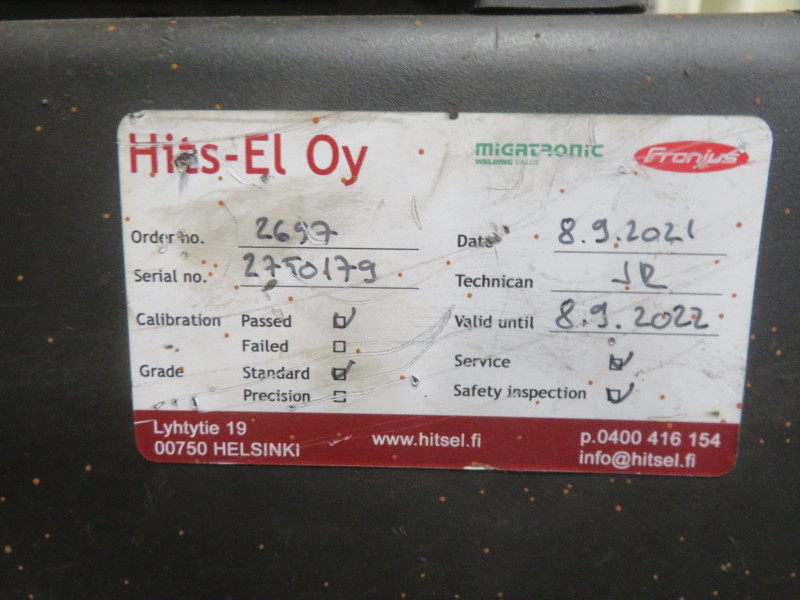 Hits-El Oy
MIGATRONIC
WELDING VALUE
Fronius
Order no. 2697
Serial no. 2750179
Calibration Passed
Failed
Grade Standard
Precision
Date 8.9.2021
Technican JR
Valid until 8.9.2022
Service
Safety inspection
Lyhtytie 19
00750 HELSINKI
www.hitsel.fi
p.0400 416 154
info@hitsel.fi